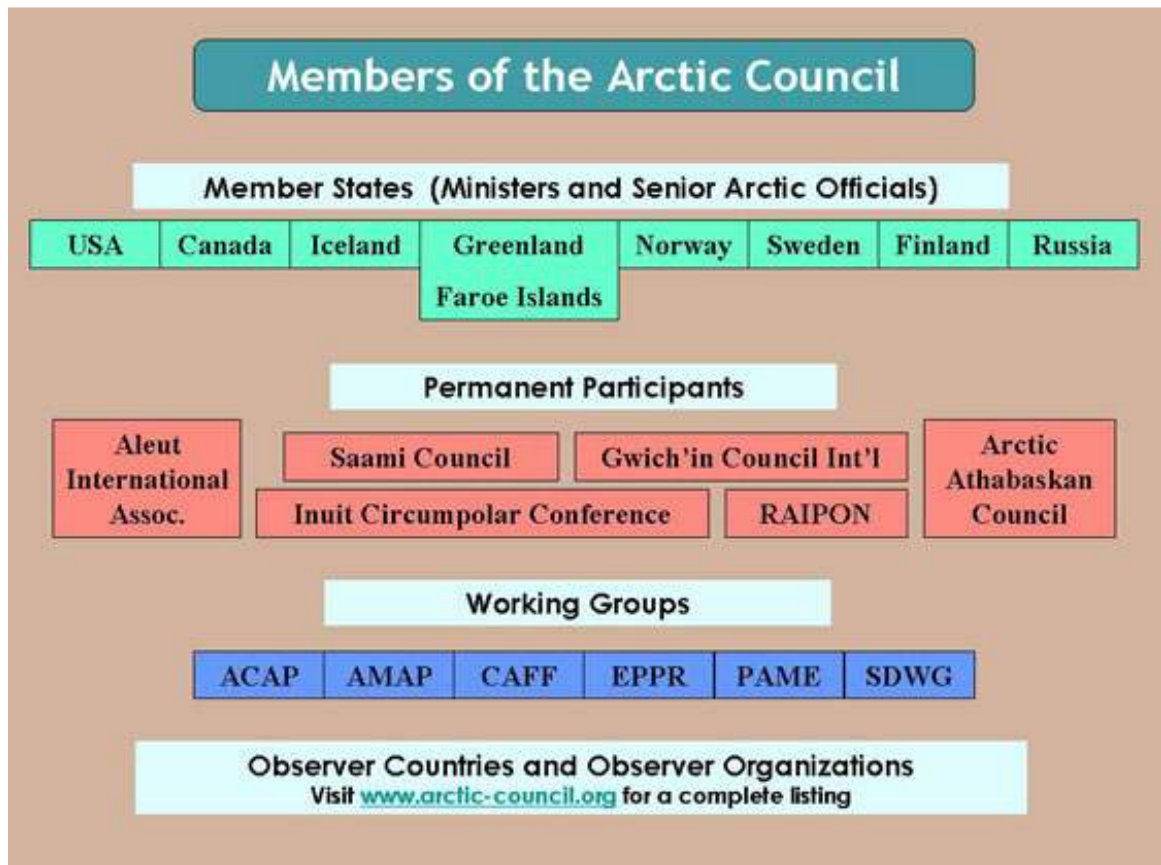 Members of the Arctic Council
Member States (Ministers and Senior Arctic Officials)
USA
Canada
Iceland
Greenland
Faroe Islands
Norway
Sweden
Finland
Russia
Permanent Participants
Aleut
International
Assoc.
Saami Council
Gwich'in Council Int'l
Inuit Circumpolar Conference
RAIPON
Arctic
Athabaskan
Council
Working Groups
ACAP
AMAP
CAFF
EPPR
PAME
SDWG
Observer Countries and Observer Organizations
Visit www.arctic-council.org for a complete listing